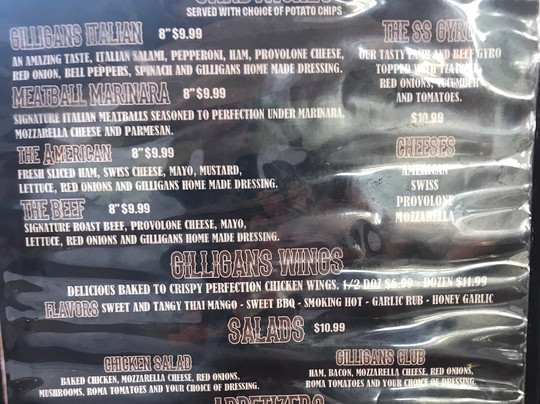 SERVED WITH CHOICE OF POTATO CHIPS
GILLIGANS ITALIAN 8" $9.99
AN AMAZING TASTE, ITALIAN SALAMI, PEPPERONI, HAM, PROVOLONE CHEESE,
RED ONION, BELL PEPPERS, SPINACH AND GILLIGANS HOME MADE DRESSING.
MEATBALL MARINARA 8" $9.99
SIGNATURE ITALIAN MEATBALLS SEASONED TO PERFECTION UNDER MARINARA,
MOZZARELLA CHEESE AND PARMESAN.
THE AMERICAN 8" $9.99
FRESH SLICED HAM, SWISS CHEESE, MAYO, MUSTARD,
LETTUCE, RED ONIONS AND GILLIGANS HOME MADE DRESSING.
THE BEEF 8" $9.99
SIGNATURE ROAST BEEF, PROVOLONE CHEESE, MAYO,
LETTUCE, RED ONIONS AND GILLIGANS HOME MADE DRESSING.
THE SS GYRO
OUR TASTY LAMB AND BEEF GYRO
TOPPED WITH TZATZIKI,
RED ONIONS, CUCUMBER
AND TOMATOES.
$10.99
CHEESES
AMERICAN
SWISS
PROVOLONE
MOZZARELLA
GILLIGANS WINGS
DELICIOUS BAKED TO CRISPY PERFECTION CHICKEN WINGS. 1/2 DOZ $6.99 - DOZEN $11.99
FLAVORS SWEET AND TANGY THAI MANGO - SWEET BBQ - SMOKING HOT - GARLIC RUB - HONEY GARLIC
SALADS $10.99
CHICKEN SALAD
BAKED CHICKEN, MOZZARELLA CHEESE, RED ONIONS,
MUSHROOMS, ROMA TOMATOES AND YOUR CHOICE OF DRESSING.
GILLIGANS CLUB
HAM, BACON, MOZZARELLA CHEESE, RED ONIONS,
ROMA TOMATOES AND YOUR CHOICE OF DRESSING.